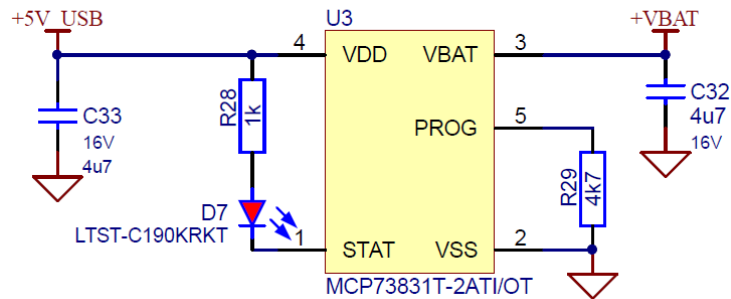 +5V_USB
U3
+VBAT
4
VDD
VBAT
3
R28
1k
C33
16V
4u7
C32
4u7
16V
PROG
5
R29
4k7
D7
LTST-C190KRKT
1
STAT
VSS
2
MCP73831T-2ATI/OT